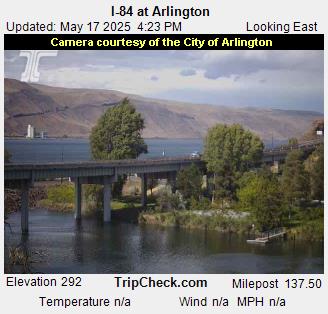 I-84 at Arlington
Updated: May 17 2025 4:23 PM Looking East
Camera courtesy of the City of Arlington
Elevation 292 TripCheck.com Milepost 137.50
Temperature n/a Wind n/a MPH n/a